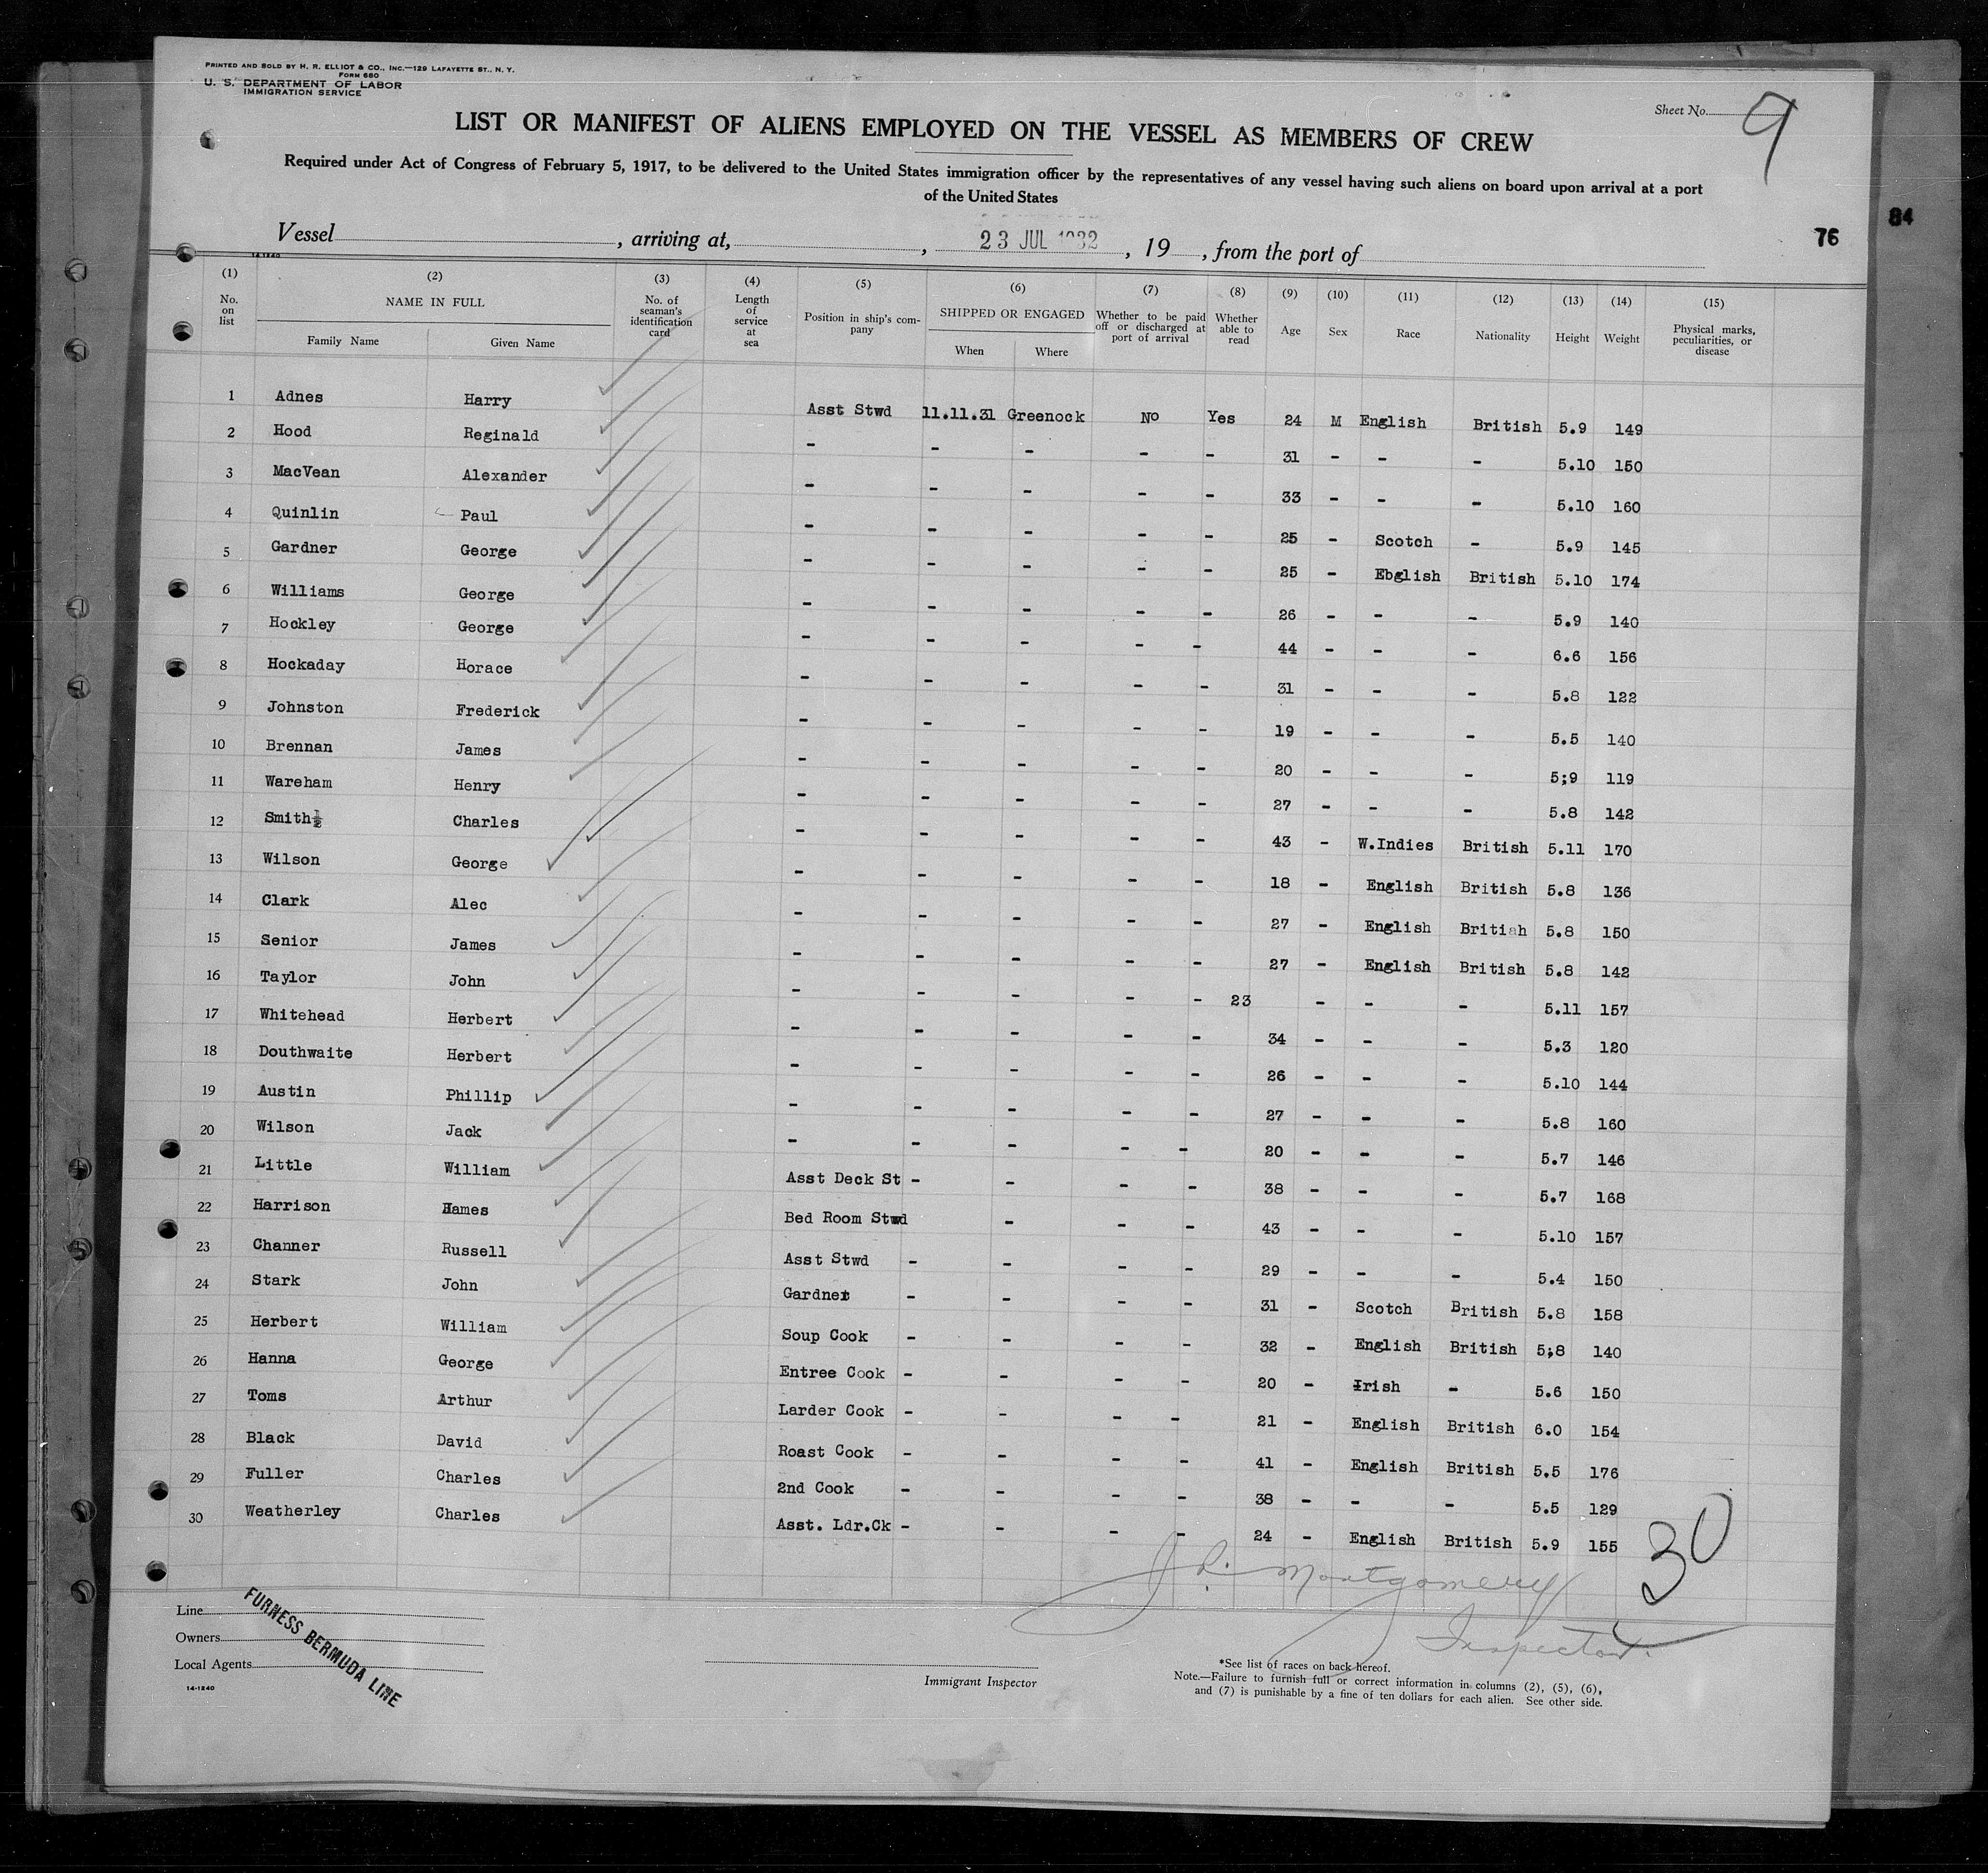 PRINTED AND SOLD BY H. R. ELLIOT & CO., INC.—129 LAFAYETTE ST., N. Y.
FORM 680
U. S. DEPARTMENT OF LABOR
IMMIGRATION SERVICE
Sheet No. 9
LIST OR MANIFEST OF ALIENS EMPLOYED ON THE VESSEL AS MEMBERS OF CREW
Required under Act of Congress of February 5, 1917, to be delivered to the United States immigration officer by the representatives of any vessel having such aliens on board upon arrival at a port
of the United States
84
76
Vessel , arriving at, , 23 JUL 1932 , 19 , from the port of
14-1240
(1) (2) (3) (4) (5) (6) (7) (8) (9) (10) (11) (12) (13) (14) (15)
No. on list NAME IN FULL Family Name Given Name No. of seaman's identification card Length of service at sea Position in ship's company SHIPPED OR ENGAGED When Where Whether to be paid off or discharged at port of arrival Whether able to read Age Sex Race Nationality Height Weight Physical marks, peculiarities, or disease
1 Adnes Harry Asst Stwd 11.11.31 Greenock No Yes 24 M English British 5.9 149
2 Hood Reginald - - - - - 31 - - - 5.10 150
3 MacVean Alexander - - - - - 33 - - - 5.10 160
4 Quinlin Paul - - - - - 25 - Scotch - 5.9 145
5 Gardner George - - - - - 25 - Ebglish British 5.10 174
6 Williams George - - - - - 26 - - - 5.9 140
7 Hockley George - - - - - 44 - - - 6.6 156
8 Hockaday Horace - - - - - 31 - - - 5.8 122
9 Johnston Frederick - - - - - 19 - - - 5.5 140
10 Brennan James - - - - - 20 - - - 5;9 119
11 Wareham Henry - - - - - 27 - - - 5.8 142
12 Smith Charles - - - - - 43 - W.Indies British 5.11 170
13 Wilson George - - - - - 18 - English British 5.8 136
14 Clark Alec - - - - - 27 - English British 5.8 150
15 Senior James - - - - - 27 - English British 5.8 142
16 Taylor John - - - - - 23 - - - 5.11 157
17 Whitehead Herbert - - - - - 34 - - - 5.3 120
18 Douthwaite Herbert - - - - - 26 - - - 5.10 144
19 Austin Phillip - - - - - 27 - - - 5.8 160
20 Wilson Jack - - - - - 20 - - - 5.7 146
21 Little William Asst Deck St - - - - 38 - - - 5.7 168
22 Harrison Hames Bed Room Stwd - - - 43 - - - 5.10 157
23 Channer Russell Asst Stwd - - - - 29 - - - 5.4 150
24 Stark John Gardner - - - - 31 - Scotch British 5.8 158
25 Herbert William Soup Cook - - - - 32 - English British 5;8 140
26 Hanna George Entree Cook - - - - 20 - Irish - 5.6 150
27 Toms Arthur Larder Cook - - - - 21 - English British 6.0 154
28 Black David Roast Cook - - - - 41 - English British 5.5 176
29 Fuller Charles 2nd Cook - - - - 38 - - - 5.5 129
30 Weatherley Charles Asst. Ldr.Ck - - - - 24 - English British 5.9 155
30
Montgomery
Inspector.
Line
Owners
Local Agents
FURNESS BERMUDA LINE
14-1240
Immigrant Inspector
*See list of races on back hereof.
Note.—Failure to furnish full or correct information in columns (2), (5), (6),
and (7) is punishable by a fine of ten dollars for each alien. See other side.